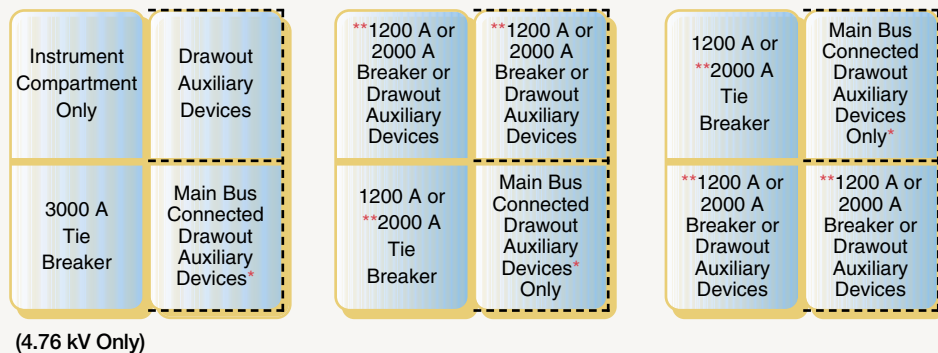 Instrument
Compartment
Only
Drawout
Auxiliary
Devices
3000 A
Tie
Breaker
Main Bus
Connected
Drawout
Auxiliary
Devices*
(4.76 kV Only)
**1200 A or
2000 A
Breaker or
Drawout
Auxiliary
Devices
**1200 A or
2000 A
Breaker or
Drawout
Auxiliary
Devices
1200 A or
**2000 A
Tie
Breaker
Main Bus
Connected
Drawout
Auxiliary
Devices*
Only
1200 A or
**2000 A
Tie
Breaker
Main Bus
Connected
Drawout
Auxiliary
Devices
Only*
**1200 A or
2000 A
Breaker or
Drawout
Auxiliary
Devices
**1200 A or
2000 A
Breaker or
Drawout
Auxiliary
Devices